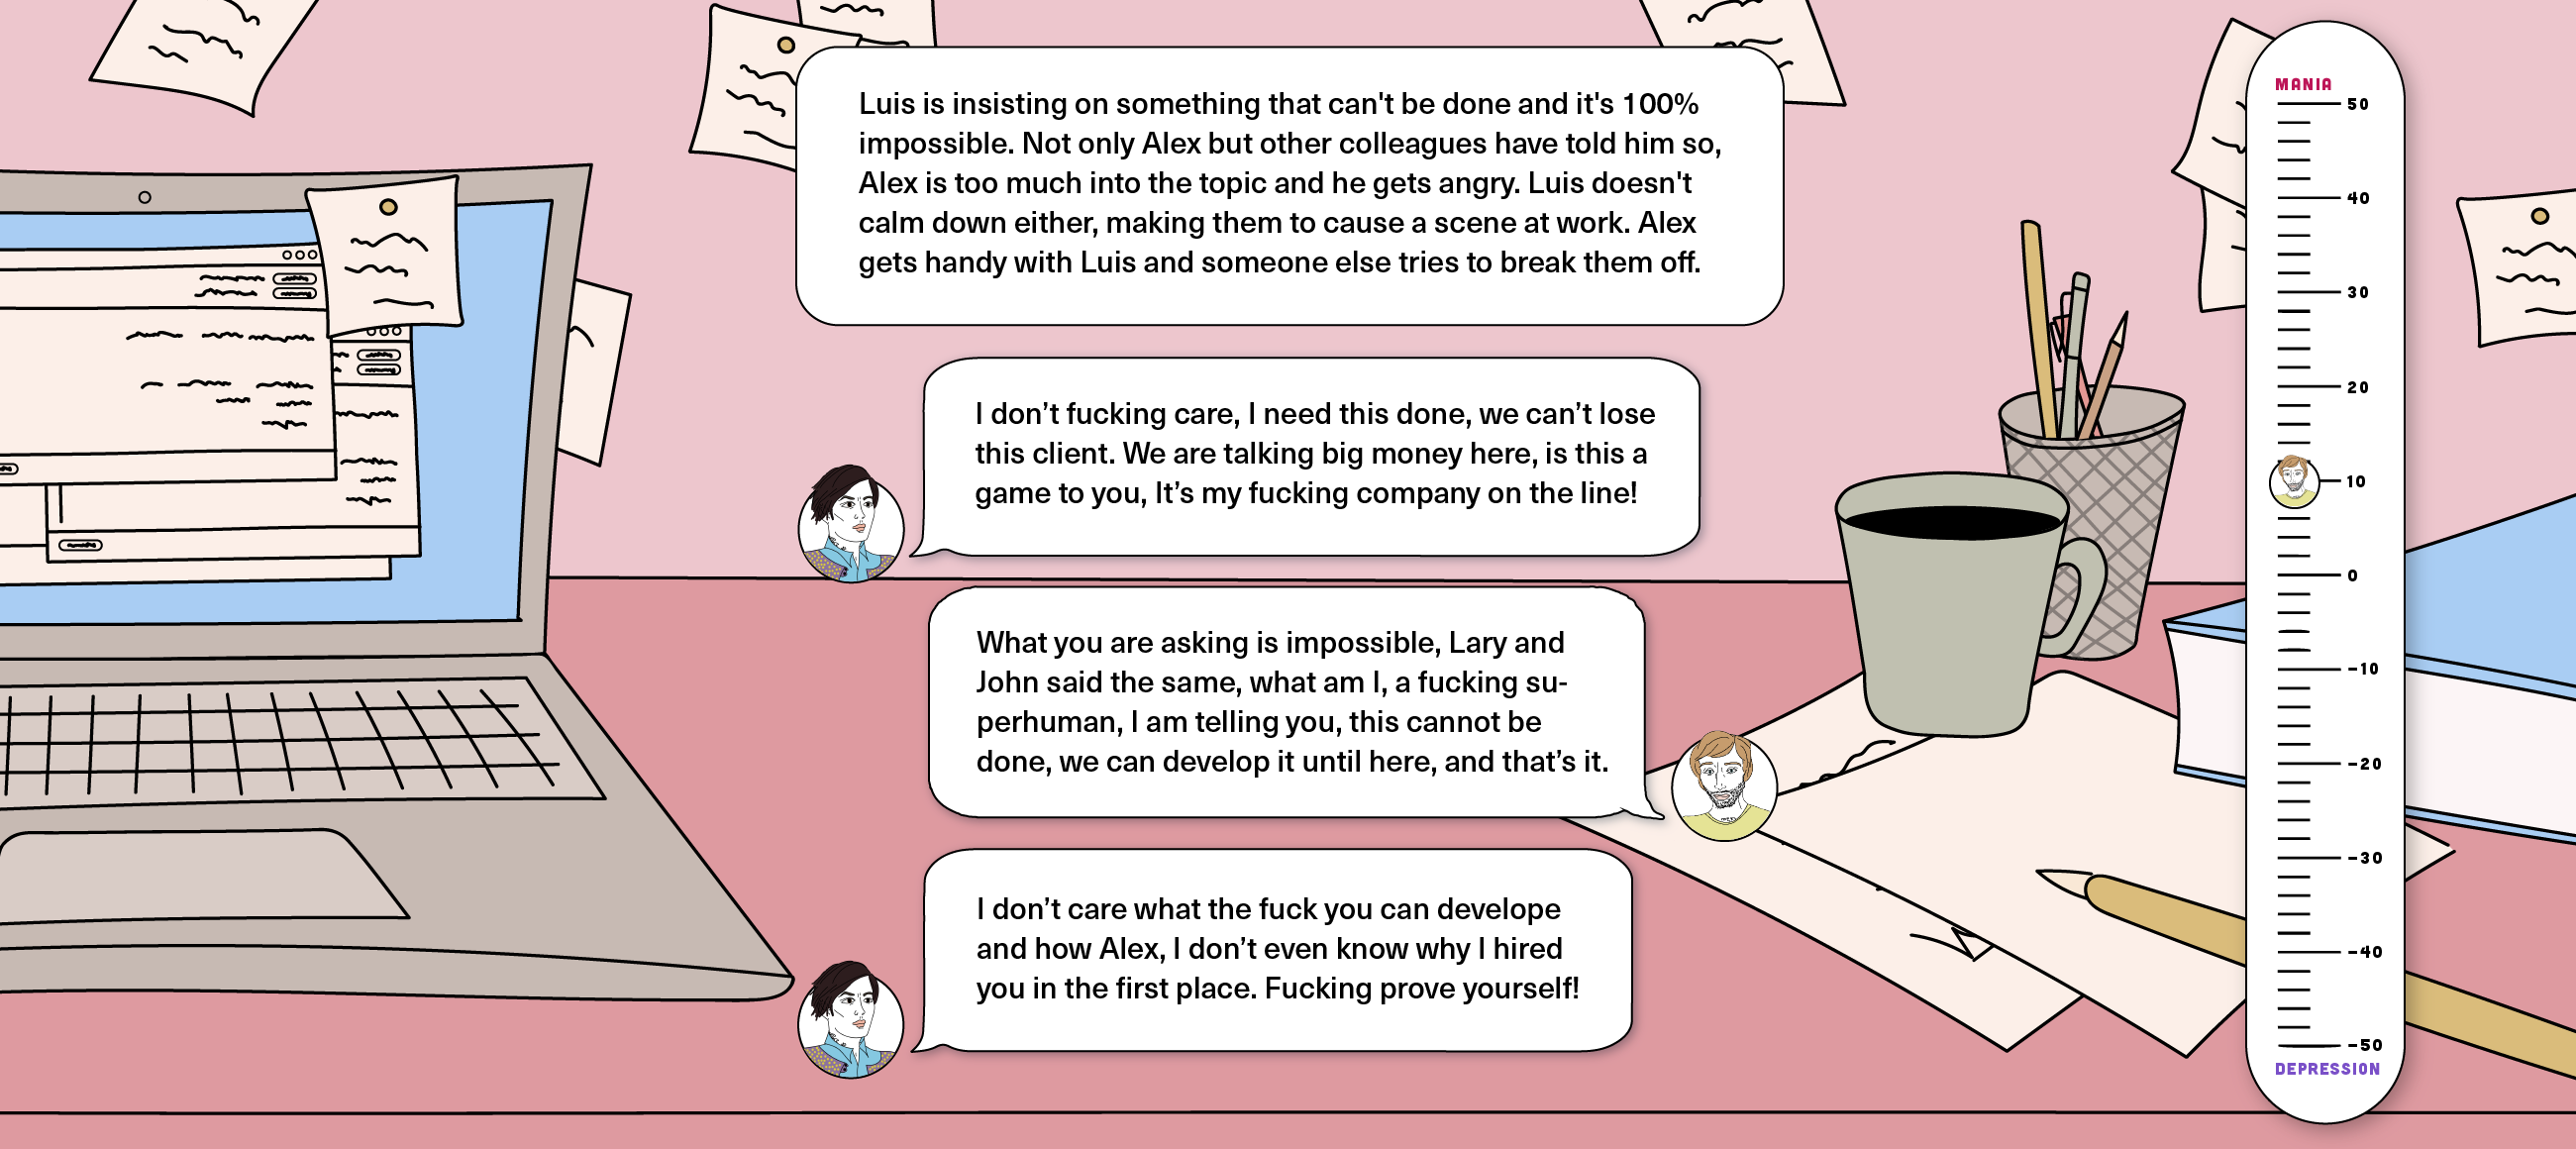 Luis is insisting on something that can't be done and it's 100%
impossible. Not only Alex but other colleagues have told him so,
Alex is too much into the topic and he gets angry. Luis doesn't
calm down either, making them to cause a scene at work. Alex
gets handy with Luis and someone else tries to break them off.
I don’t fucking care, I need this done, we can’t lose
this client. We are talking big money here, is this a
game to you, It’s my fucking company on the line!
What you are asking is impossible, Lary and
John said the same, what am I, a fucking su-
perhuman, I am telling you, this cannot be
done, we can develop it until here, and that’s it.
I don’t care what the fuck you can develope
and how Alex, I don’t even know why I hired
you in the first place. Fucking prove yourself!
MANIA
50
40
30
20
10
0
-10
-20
-30
-40
-50
DEPRESSION